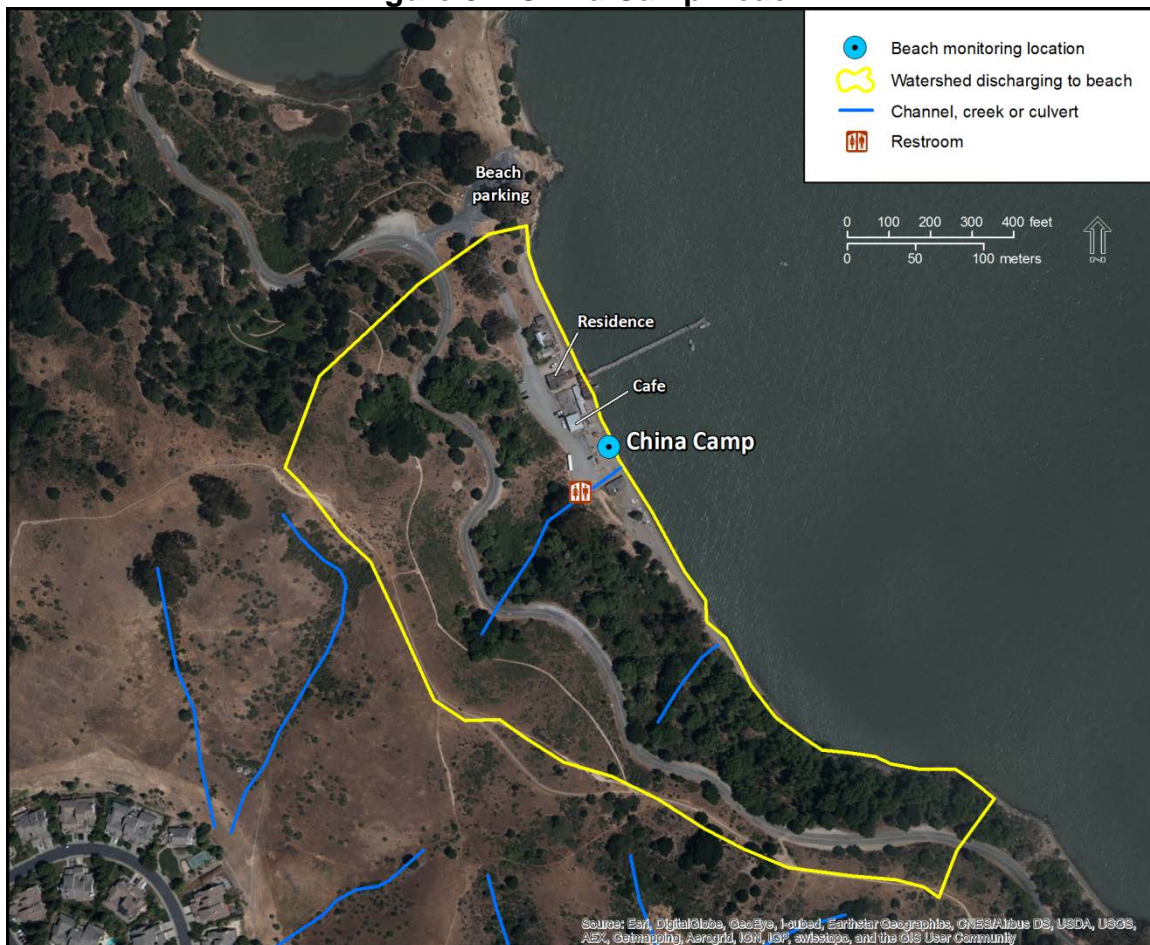 Beach monitoring location
Watershed discharging to beach
Channel, creek or culvert
Restroom
Beach
parking
0 100 200 300 400 feet
0 50 100 meters
N
Residence
Cafe
China Camp
Source: Esri, DigitalGlobe, GeoEye, i-cubed, Earthstar Geographics, CNES/Airbus DS, USDA, USGS,
AEX, Getmapping, Aerogrid, IGN, IGP, swisstopo, and the GIS User Community